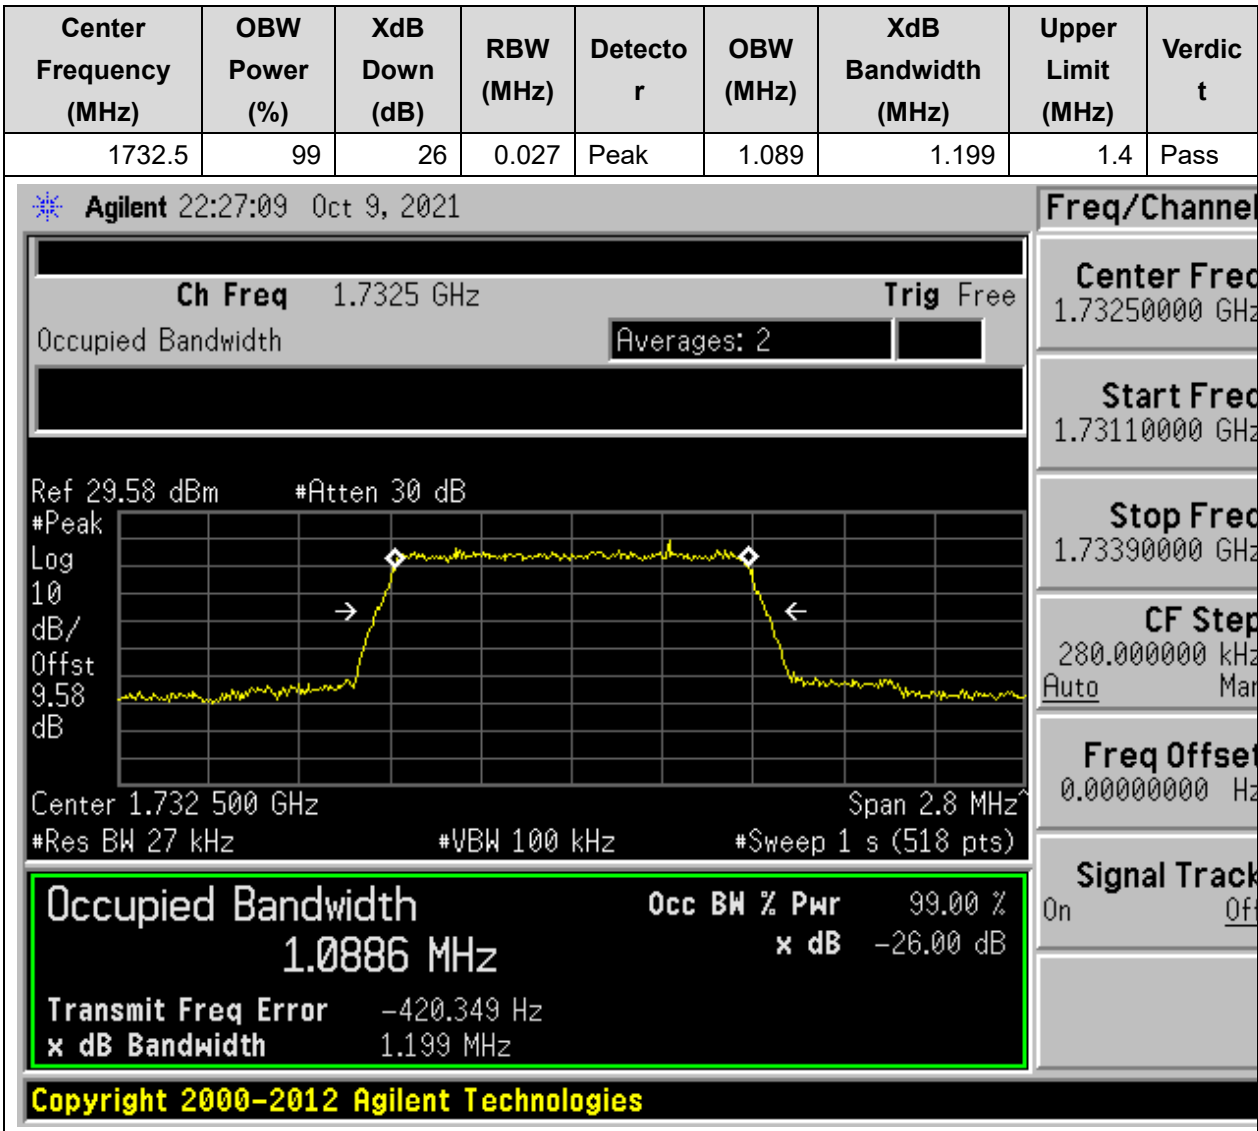 Center Frequency (MHz) OBW Power (%) XdB Down (dB) RBW (MHz) Detecto r OBW (MHz) XdB Bandwidth (MHz) Upper Limit (MHz) Verdic t
1732.5 99 26 0.027 Peak 1.089 1.199 1.4 Pass
Agilent 22:27:09 Oct 9, 2021 Freq/Channel
Ch Freq 1.7325 GHz Trig Free
Occupied Bandwidth Averages: 2
Center Freq
1.73250000 GHz
Start Freq
1.73110000 GHz
Stop Freq
1.73390000 GHz
CF Step
280.000000 kHz
Auto Man
Freq Offset
0.00000000 Hz
Signal Track
On Off
Ref 29.58 dBm #Atten 30 dB
#Peak
Log
10
dB/
Offst
9.58
dB
Center 1.732 500 GHz Span 2.8 MHz^
#Res BW 27 kHz #VBW 100 kHz #Sweep 1 s (518 pts)
Occupied Bandwidth Occ BW % Pwr 99.00 %
1.0886 MHz x dB -26.00 dB
Transmit Freq Error -420.349 Hz
x dB Bandwidth 1.199 MHz
Copyright 2000-2012 Agilent Technologies